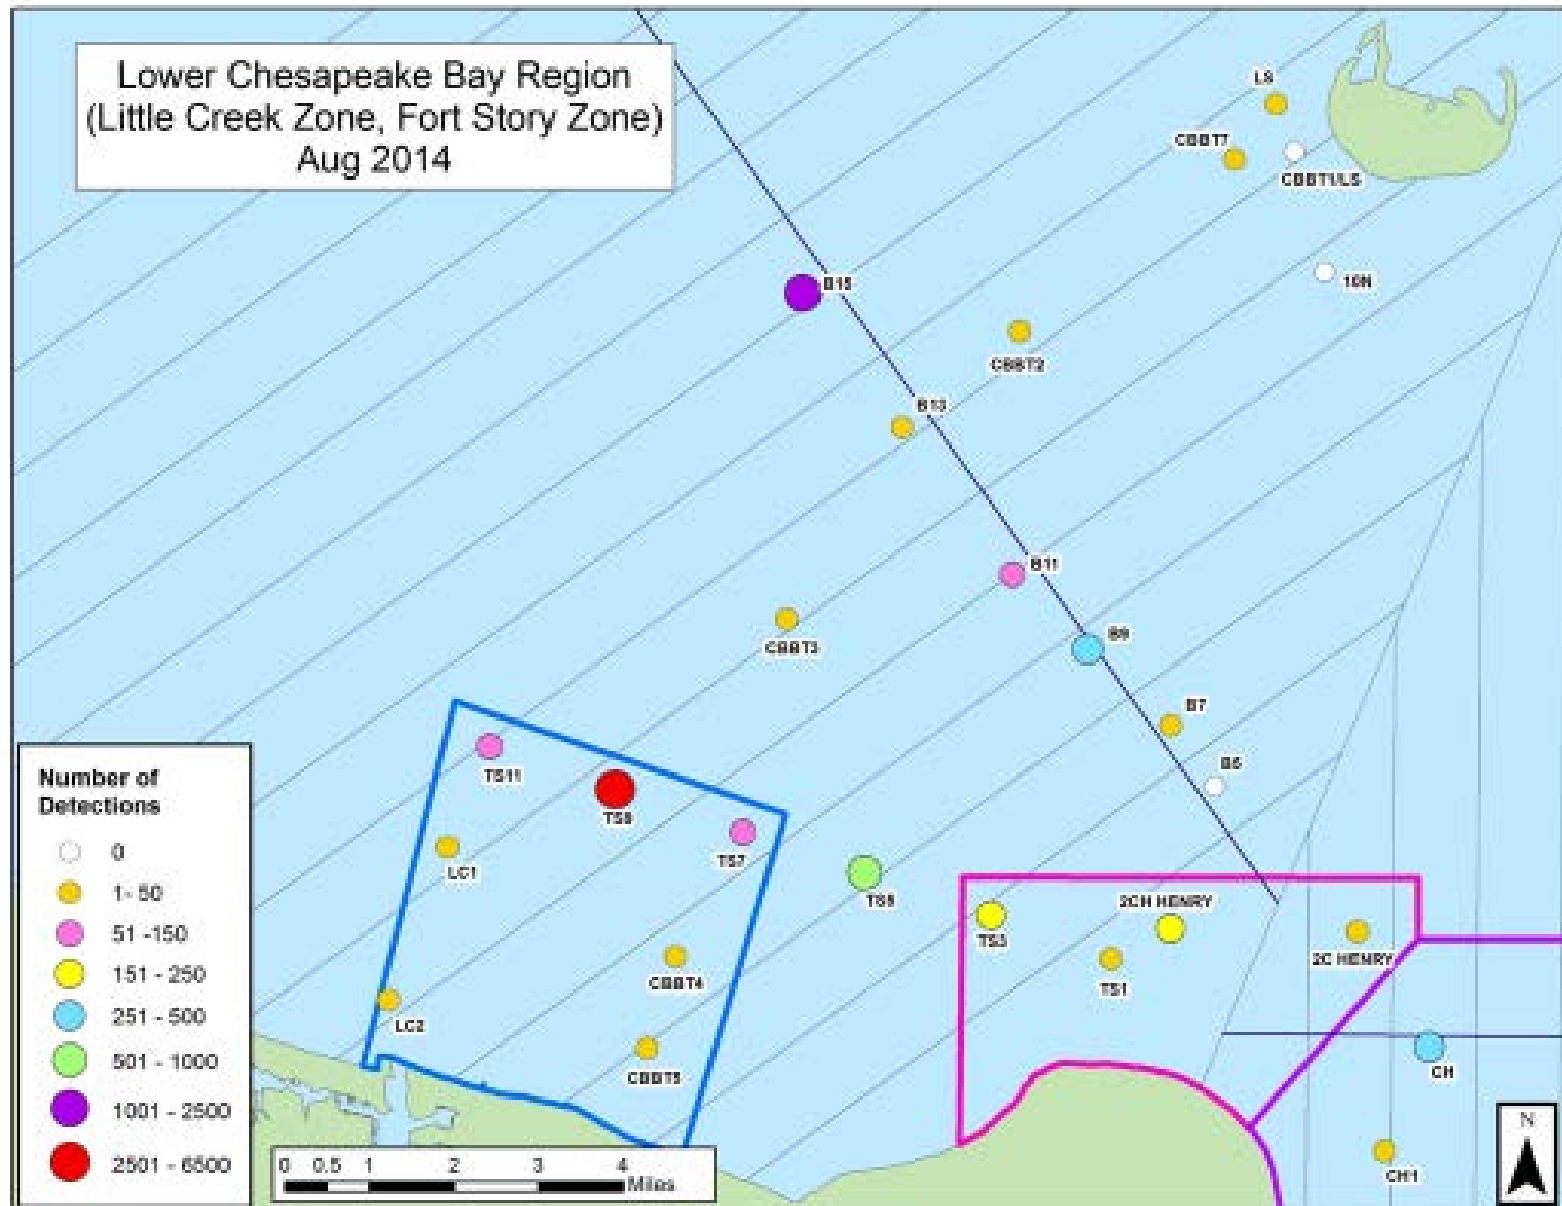 Lower Chesapeake Bay Region
(Little Creek Zone, Fort Story Zone)
Aug 2014
LS
CBBT7
CBBT1/LS
10N
B15
CBBT2
B13
B11
CBBT3
B9
B7
B5
TS11
TS9
TS7
LC1
TS5
2CH HENRY
TS3
2C HENRY
CBBT4
TS1
LC2
CBBT5
CH
CH1
Number of
Detections
0
1- 50
51 -150
151 - 250
251 - 500
501 - 1000
1001 - 2500
2501 - 6500
0 0.5 1 2 3 4
Miles
N